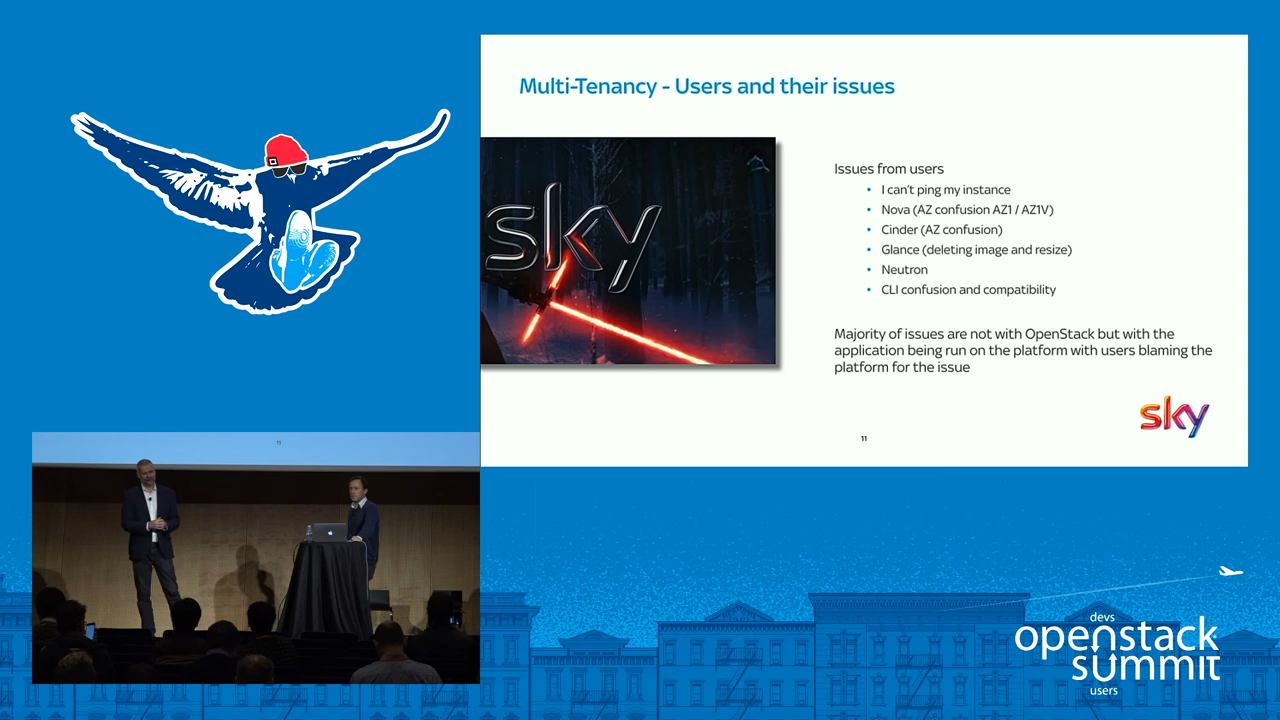 Multi-Tenancy - Users and their issues
sky
Issues from users
• I can't ping my instance
• Nova (AZ confusion AZ1 / AZ1V)
• Cinder (AZ confusion)
• Glance (deleting image and resize)
• Neutron
• CLI confusion and compatibility
Majority of issues are not with OpenStack but with the
application being run on the platform with users blaming the
platform for the issue
sky
11
11
devs
openstack
summit
users